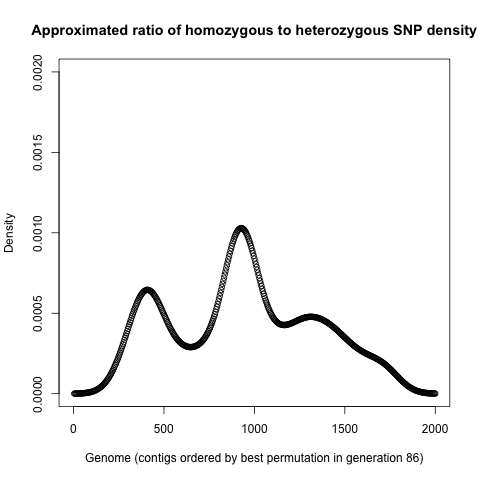 Approximated ratio of homozygous to heterozygous SNP density
0.0020
0.0015
0.0010
0.0005
0.0000
Density
0 500 1000 1500 2000
Genome (contigs ordered by best permutation in generation 86)